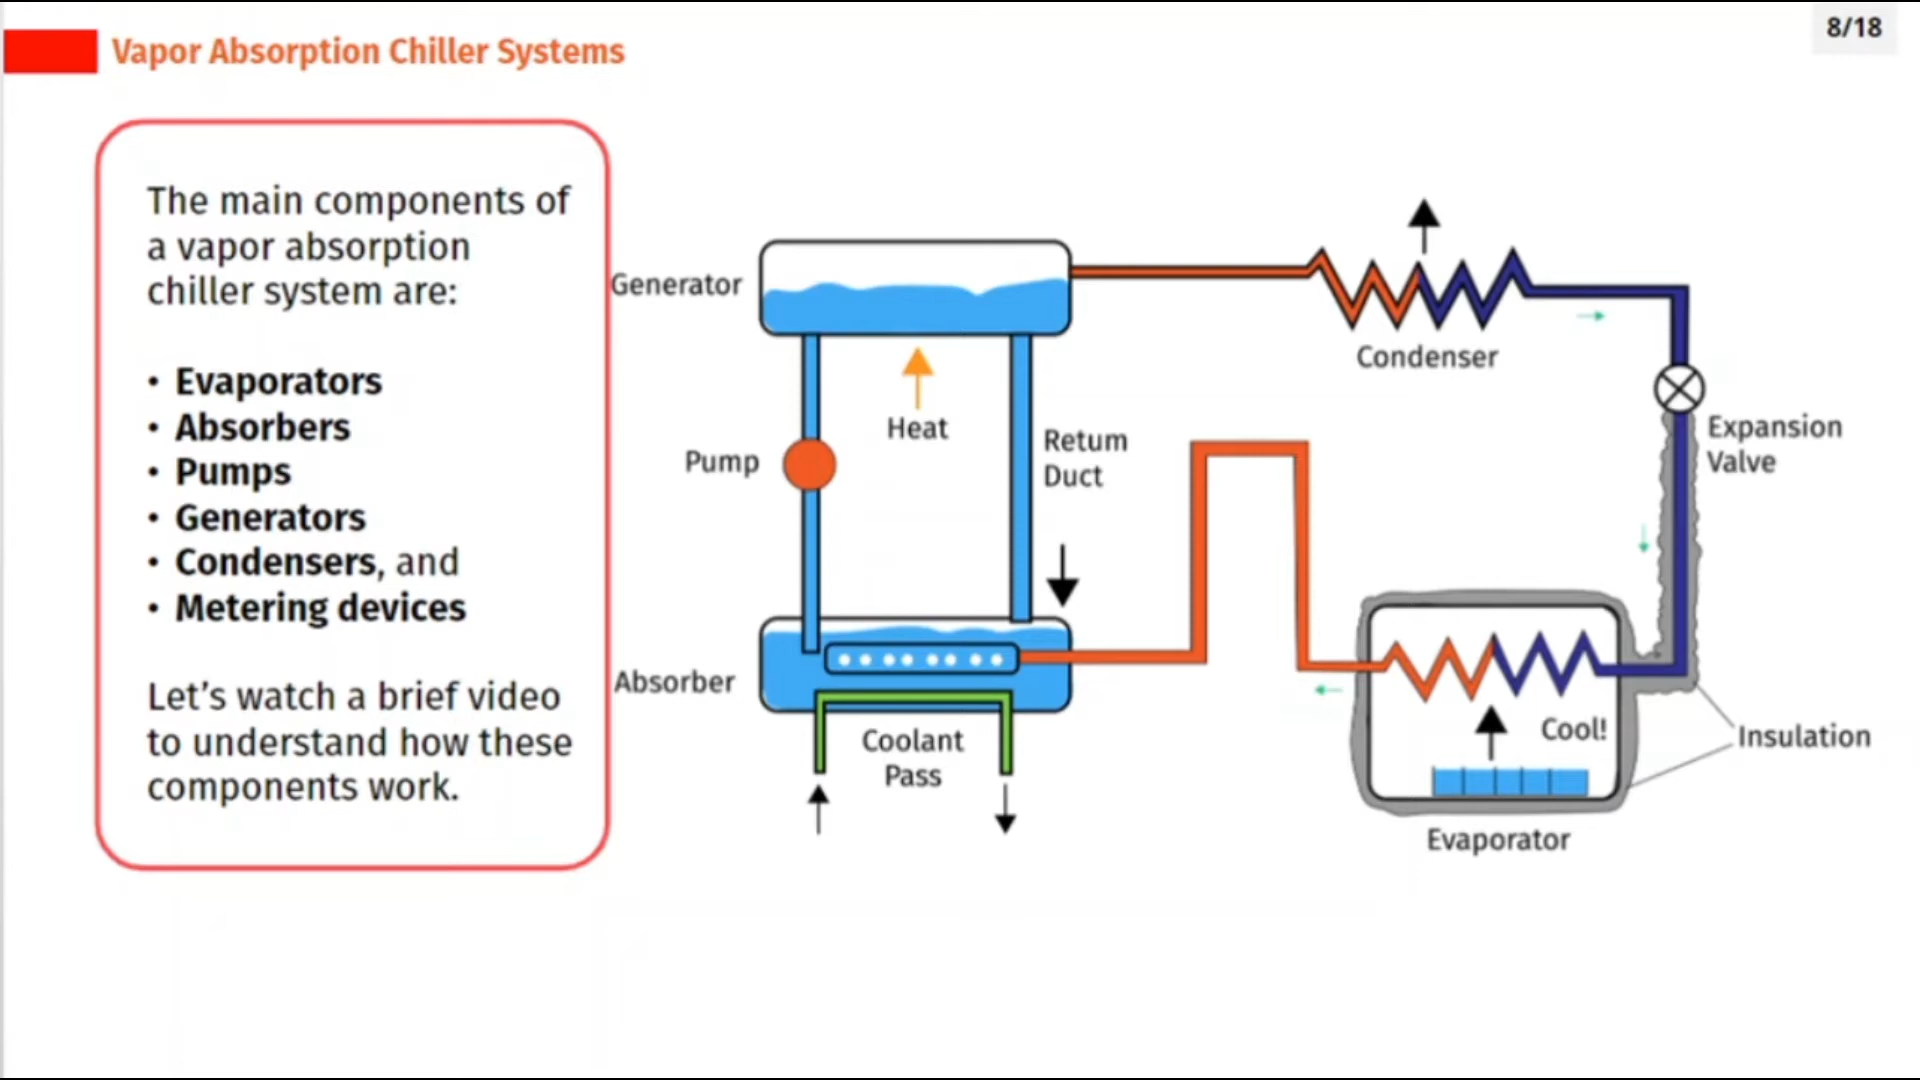 8/18
Vapor Absorption Chiller Systems
The main components of
a vapor absorption
chiller system are:
• Evaporators
• Absorbers
• Pumps
• Generators
• Condensers, and
• Metering devices
Let's watch a brief video
to understand how these
components work.
Generator
Condenser
Heat
Pump
Retum
Duct
Expansion
Valve
Absorber
Coolant
Pass
Cool!
Insulation
Evaporator